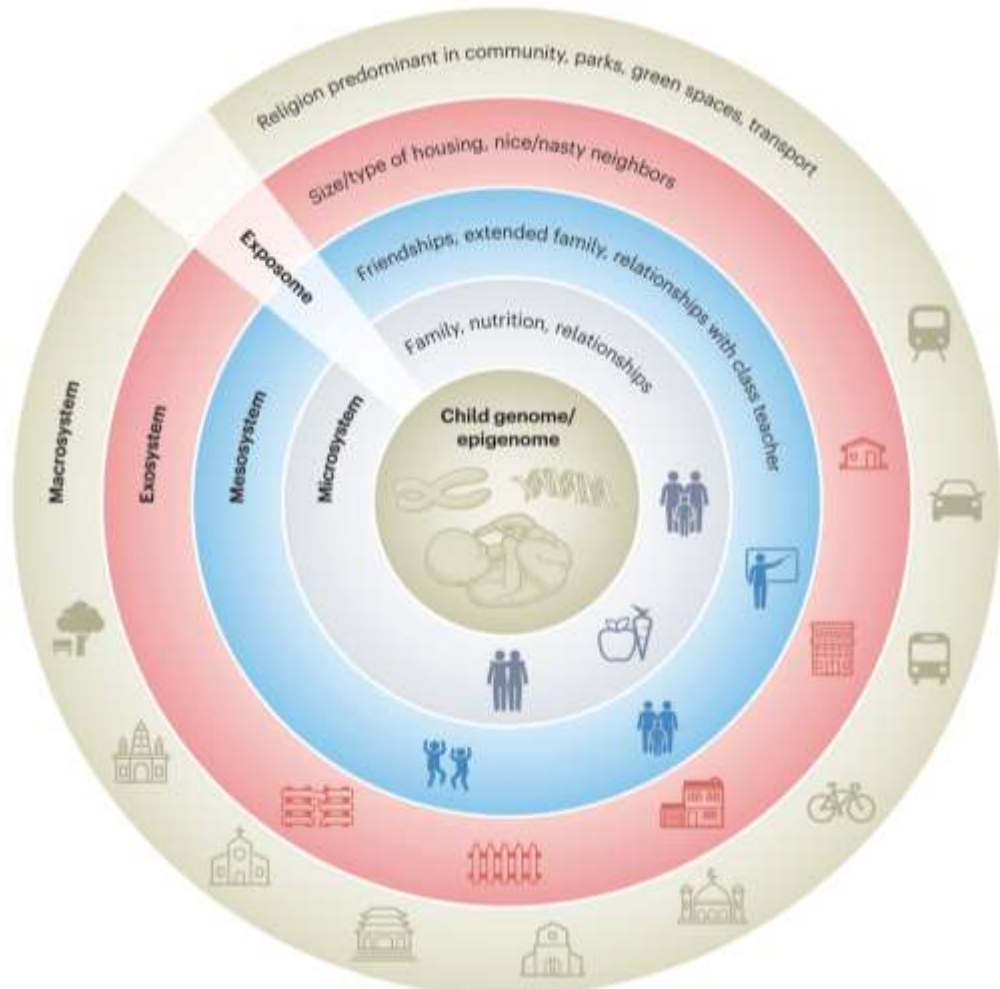 Religion predominant in community, parks, green spaces, transport
Size/type of housing, nice/nasty neighbors
Friendships, extended family, relationships with class teacher
Family, nutrition, relationships
Exposome
Child genome/
epigenome
Macrosystem
Exosystem
Mesosystem
Microsystem